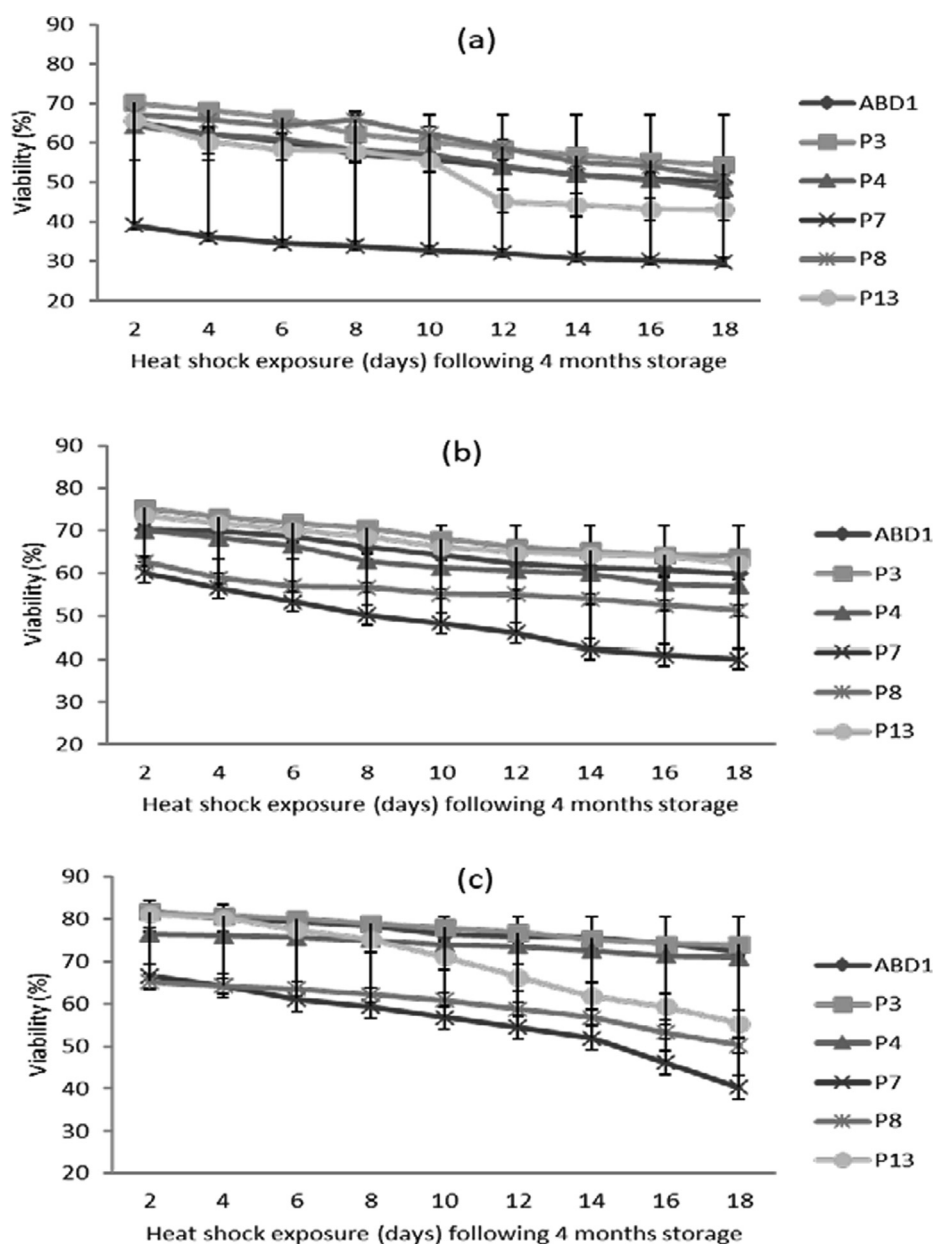 (a)
Viability (%)
90
80
70
60
50
40
30
20
2 4 6 8 10 12 14 16 18
Heat shock exposure (days) following 4 months storage
ABD1
P3
P4
P7
P8
P13
(b)
Viability (%)
90
80
70
60
50
40
30
20
2 4 6 8 10 12 14 16 18
Heat shock exposure (days) following 4 months storage
ABD1
P3
P4
P7
P8
P13
(c)
Viability (%)
90
80
70
60
50
40
30
20
2 4 6 8 10 12 14 16 18
Heat shock exposure (days) following 4 months storage
ABD1
P3
P4
P7
P8
P13